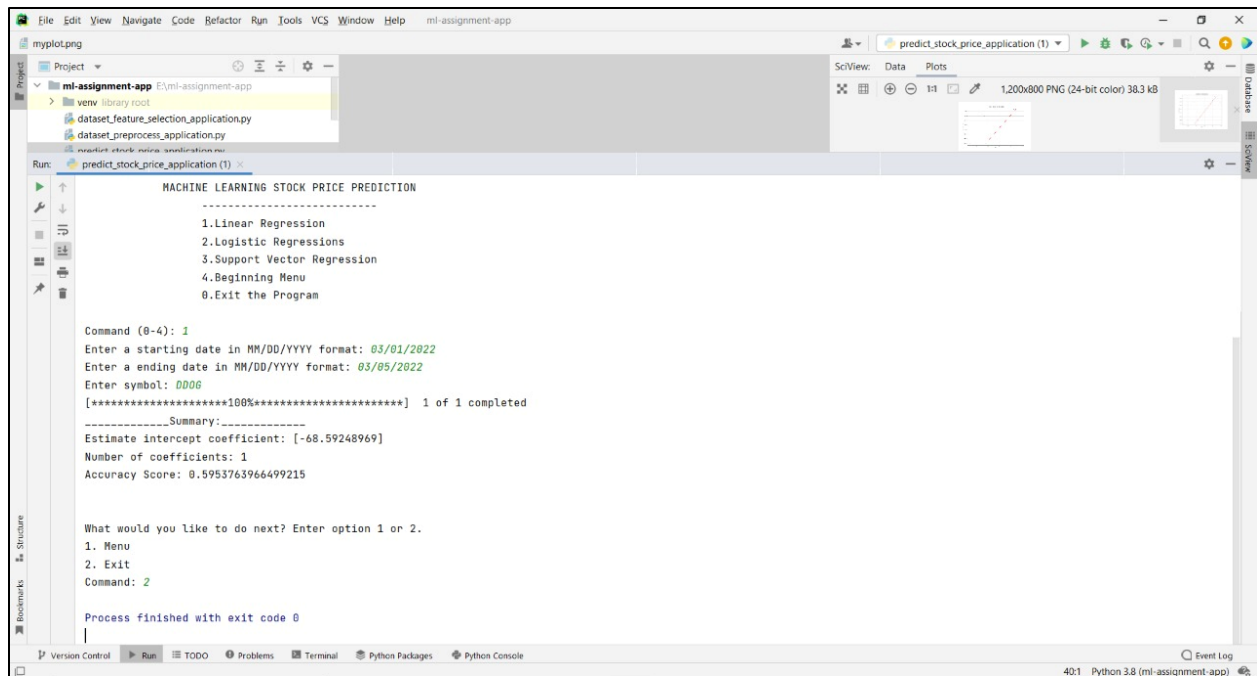 File Edit View Navigate Code Refactor Run Tools VCS Window Help ml-assignment-app
myplot.png
predict_stock_price_application (1)
Project
SciView: Data Plots
ml-assignment-app E:\ml-assignment-app
1:1 1,200x800 PNG (24-bit color) 38.3 kB
venv library root
dataset_feature_selection_application.py
dataset_preprocess_application.py
predict_stock_price_application.py
Run: predict_stock_price_application (1)
MACHINE LEARNING STOCK PRICE PREDICTION
---------------------------
1.Linear Regression
2.Logistic Regressions
3.Support Vector Regression
4.Beginning Menu
0.Exit the Program
Command (0-4): 1
Enter a starting date in MM/DD/YYYY format: 03/01/2022
Enter a ending date in MM/DD/YYYY format: 03/05/2022
Enter symbol: DDOG
[*********************100%***********************] 1 of 1 completed
_____________Summary:_____________
Estimate intercept coefficient: [-68.59248969]
Number of coefficients: 1
Accuracy Score: 0.5953763966499215
What would you like to do next? Enter option 1 or 2.
1. Menu
2. Exit
Command: 2
Process finished with exit code 0
Project
Structure
Bookmarks
Database
SciView
Version Control Run TODO Problems Terminal Python Packages Python Console Event Log
40:1 Python 3.8 (ml-assignment-app)